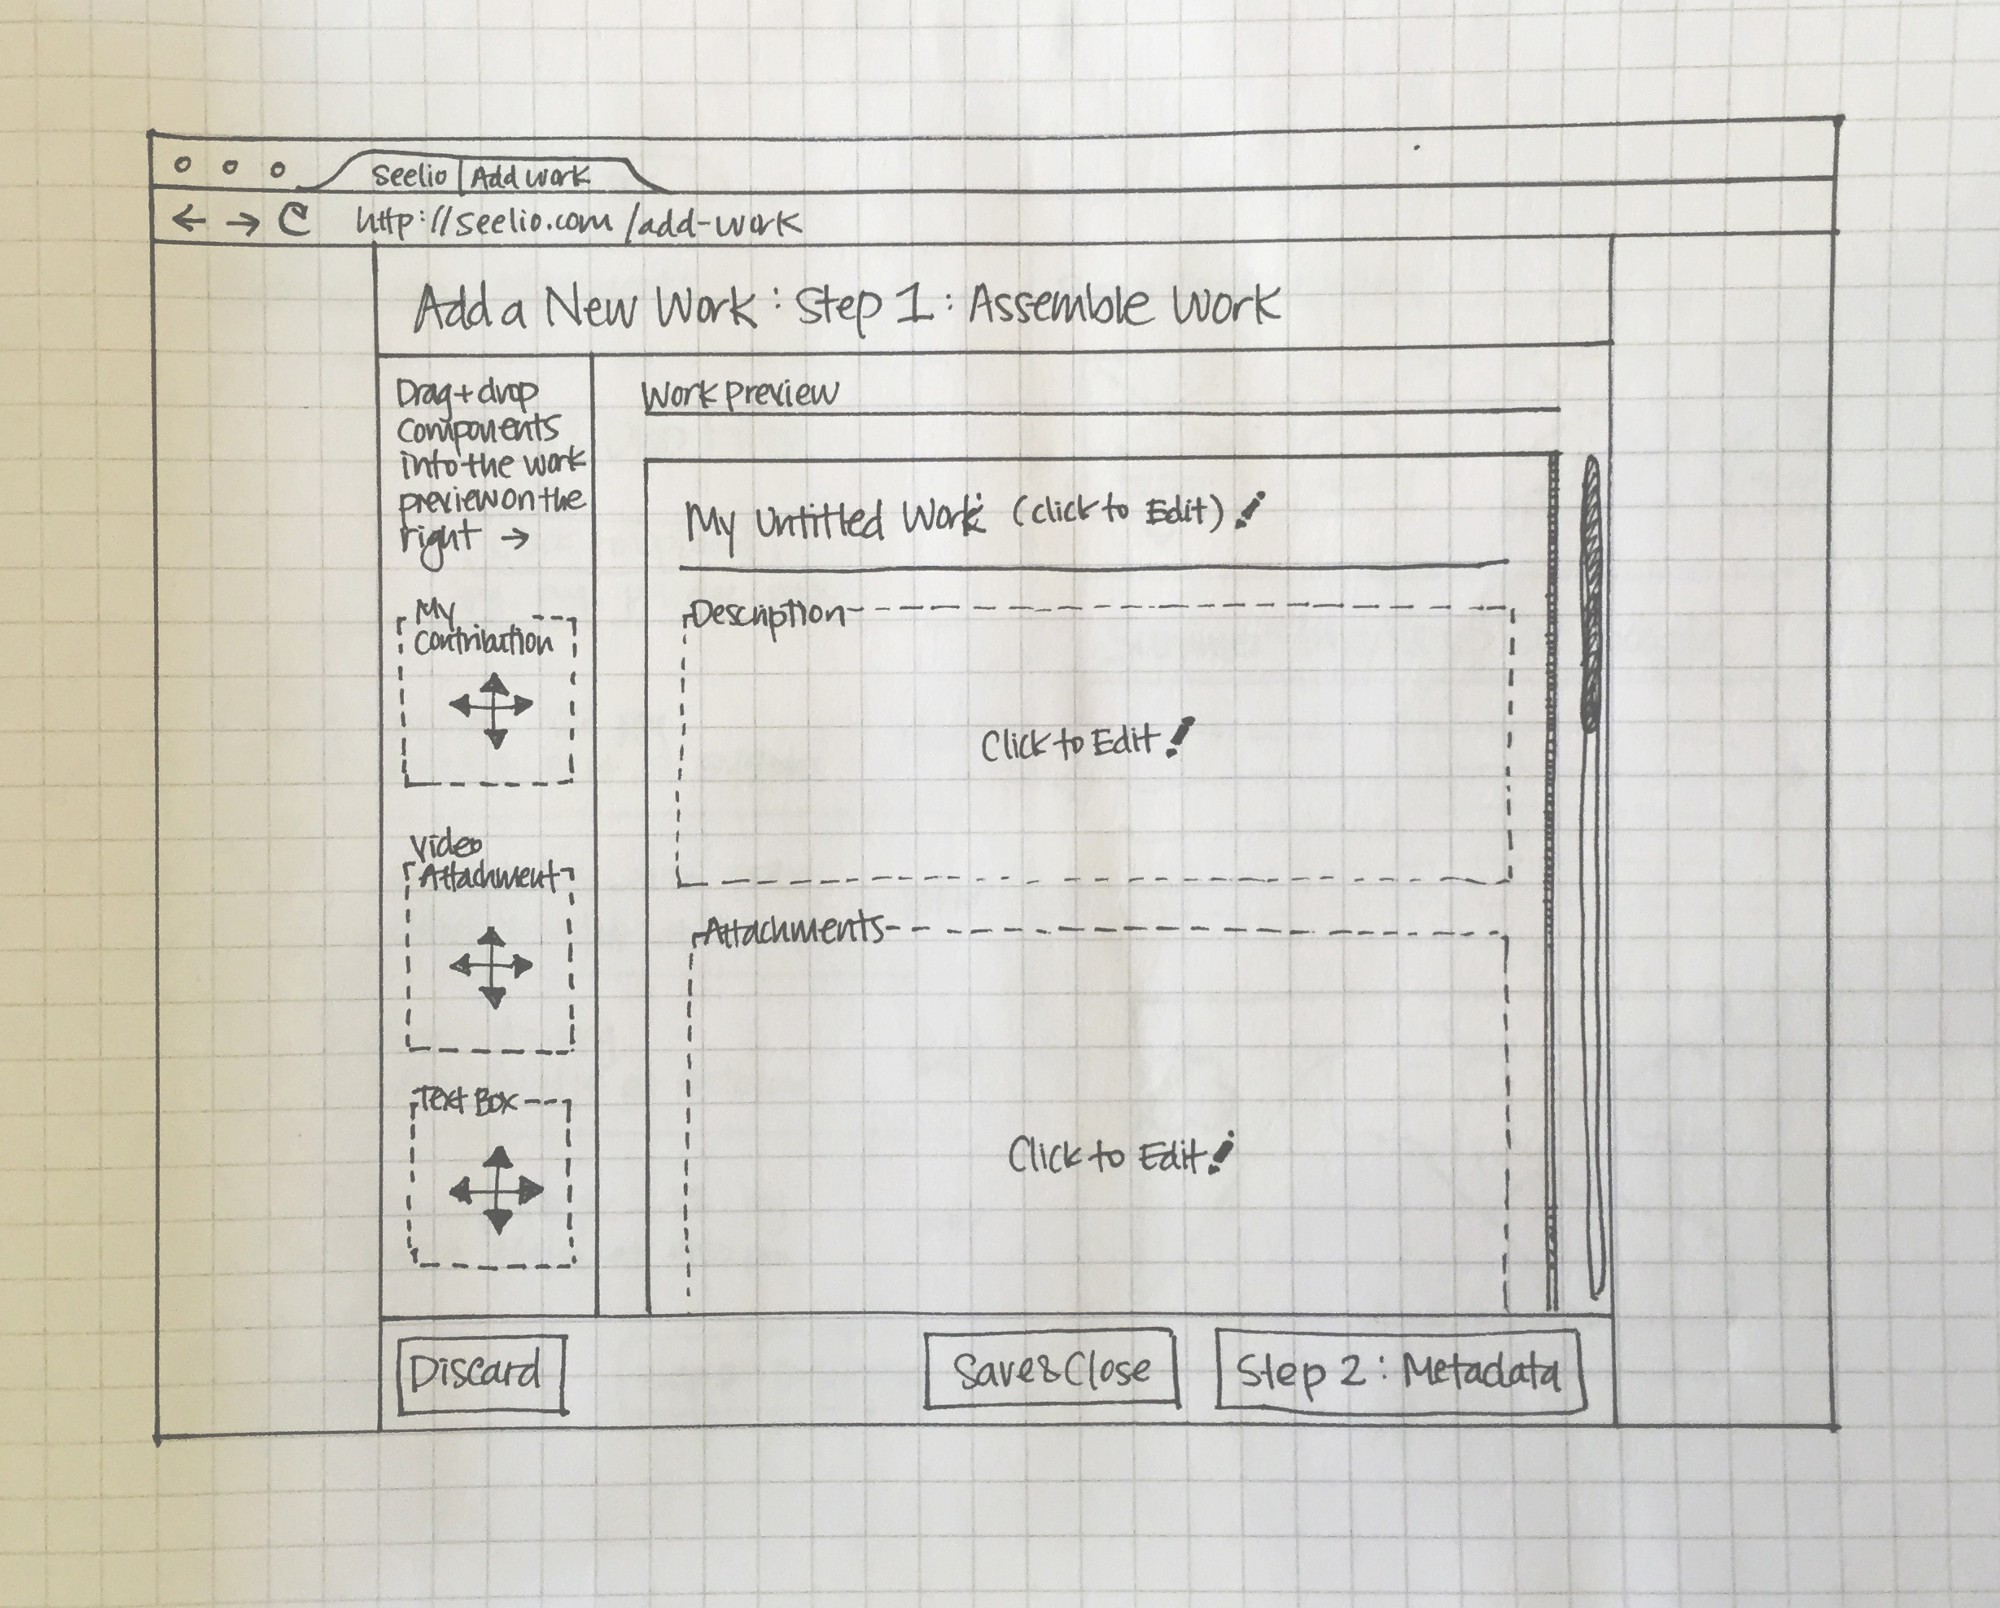 Seelio | Add Work
http://seelio.com/add-work
Add a New Work: Step 1: Assemble Work
Drag + drop
components
into the work
preview on the
right →
My
Contribution
Video
Attachment
Text Box
Work Preview
My Untitled Work (click to Edit)
Description
Click to Edit
Attachments
Click to Edit
Discard
Save & Close
Step 2: Metadata